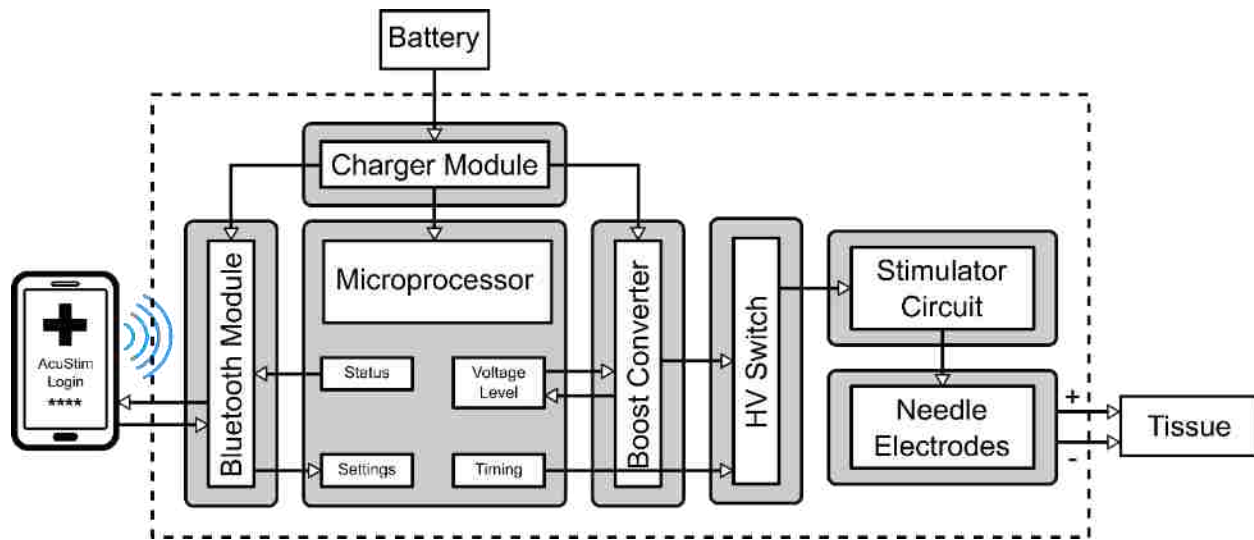 Battery
Charger Module
Bluetooth Module
Microprocessor
Boost Converter
HV Switch
Stimulator
Circuit
AcuStim
Login
****
Status
Voltage
Level
Settings
Timing
Needle
Electrodes
+
-
Tissue